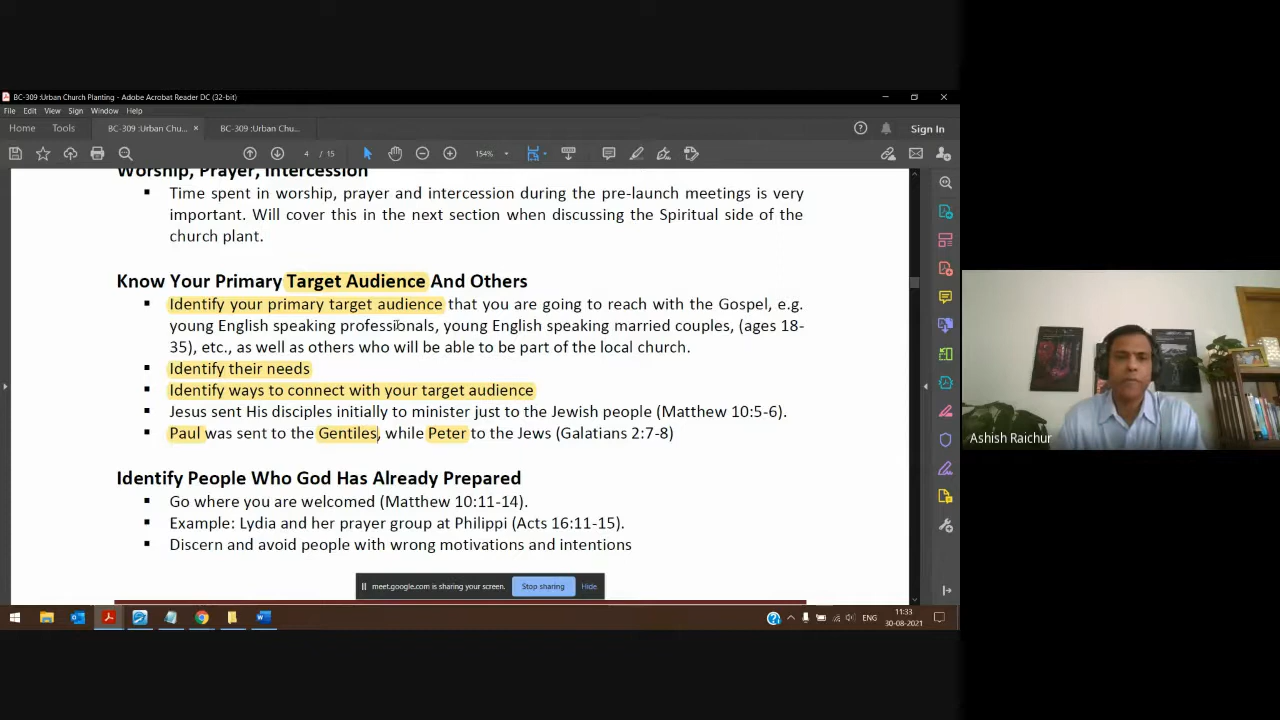 BC-309 :Urban Church Planting - Adobe Acrobat Reader DC (32-bit)
File Edit View Sign Window Help
Home Tools BC-309 :Urban Chu... × BC-309 :Urban Chu... Sign In
4 / 15 154%
Worship, Prayer, Intercession
▪ Time spent in worship, prayer and intercession during the pre-launch meetings is very
important. Will cover this in the next section when discussing the Spiritual side of the
church plant.
Know Your Primary Target Audience And Others
▪ Identify your primary target audience that you are going to reach with the Gospel, e.g.
young English speaking professionals, young English speaking married couples, (ages 18-
35), etc., as well as others who will be able to be part of the local church.
▪ Identify their needs
▪ Identify ways to connect with your target audience
▪ Jesus sent His disciples initially to minister just to the Jewish people (Matthew 10:5-6).
▪ Paul was sent to the Gentiles, while Peter to the Jews (Galatians 2:7-8)
Identify People Who God Has Already Prepared
▪ Go where you are welcomed (Matthew 10:11-14).
▪ Example: Lydia and her prayer group at Philippi (Acts 16:11-15).
▪ Discern and avoid people with wrong motivations and intentions
meet.google.com is sharing your screen. Stop sharing Hide
ENG 11:33
30-08-2021
Ashish Raichur